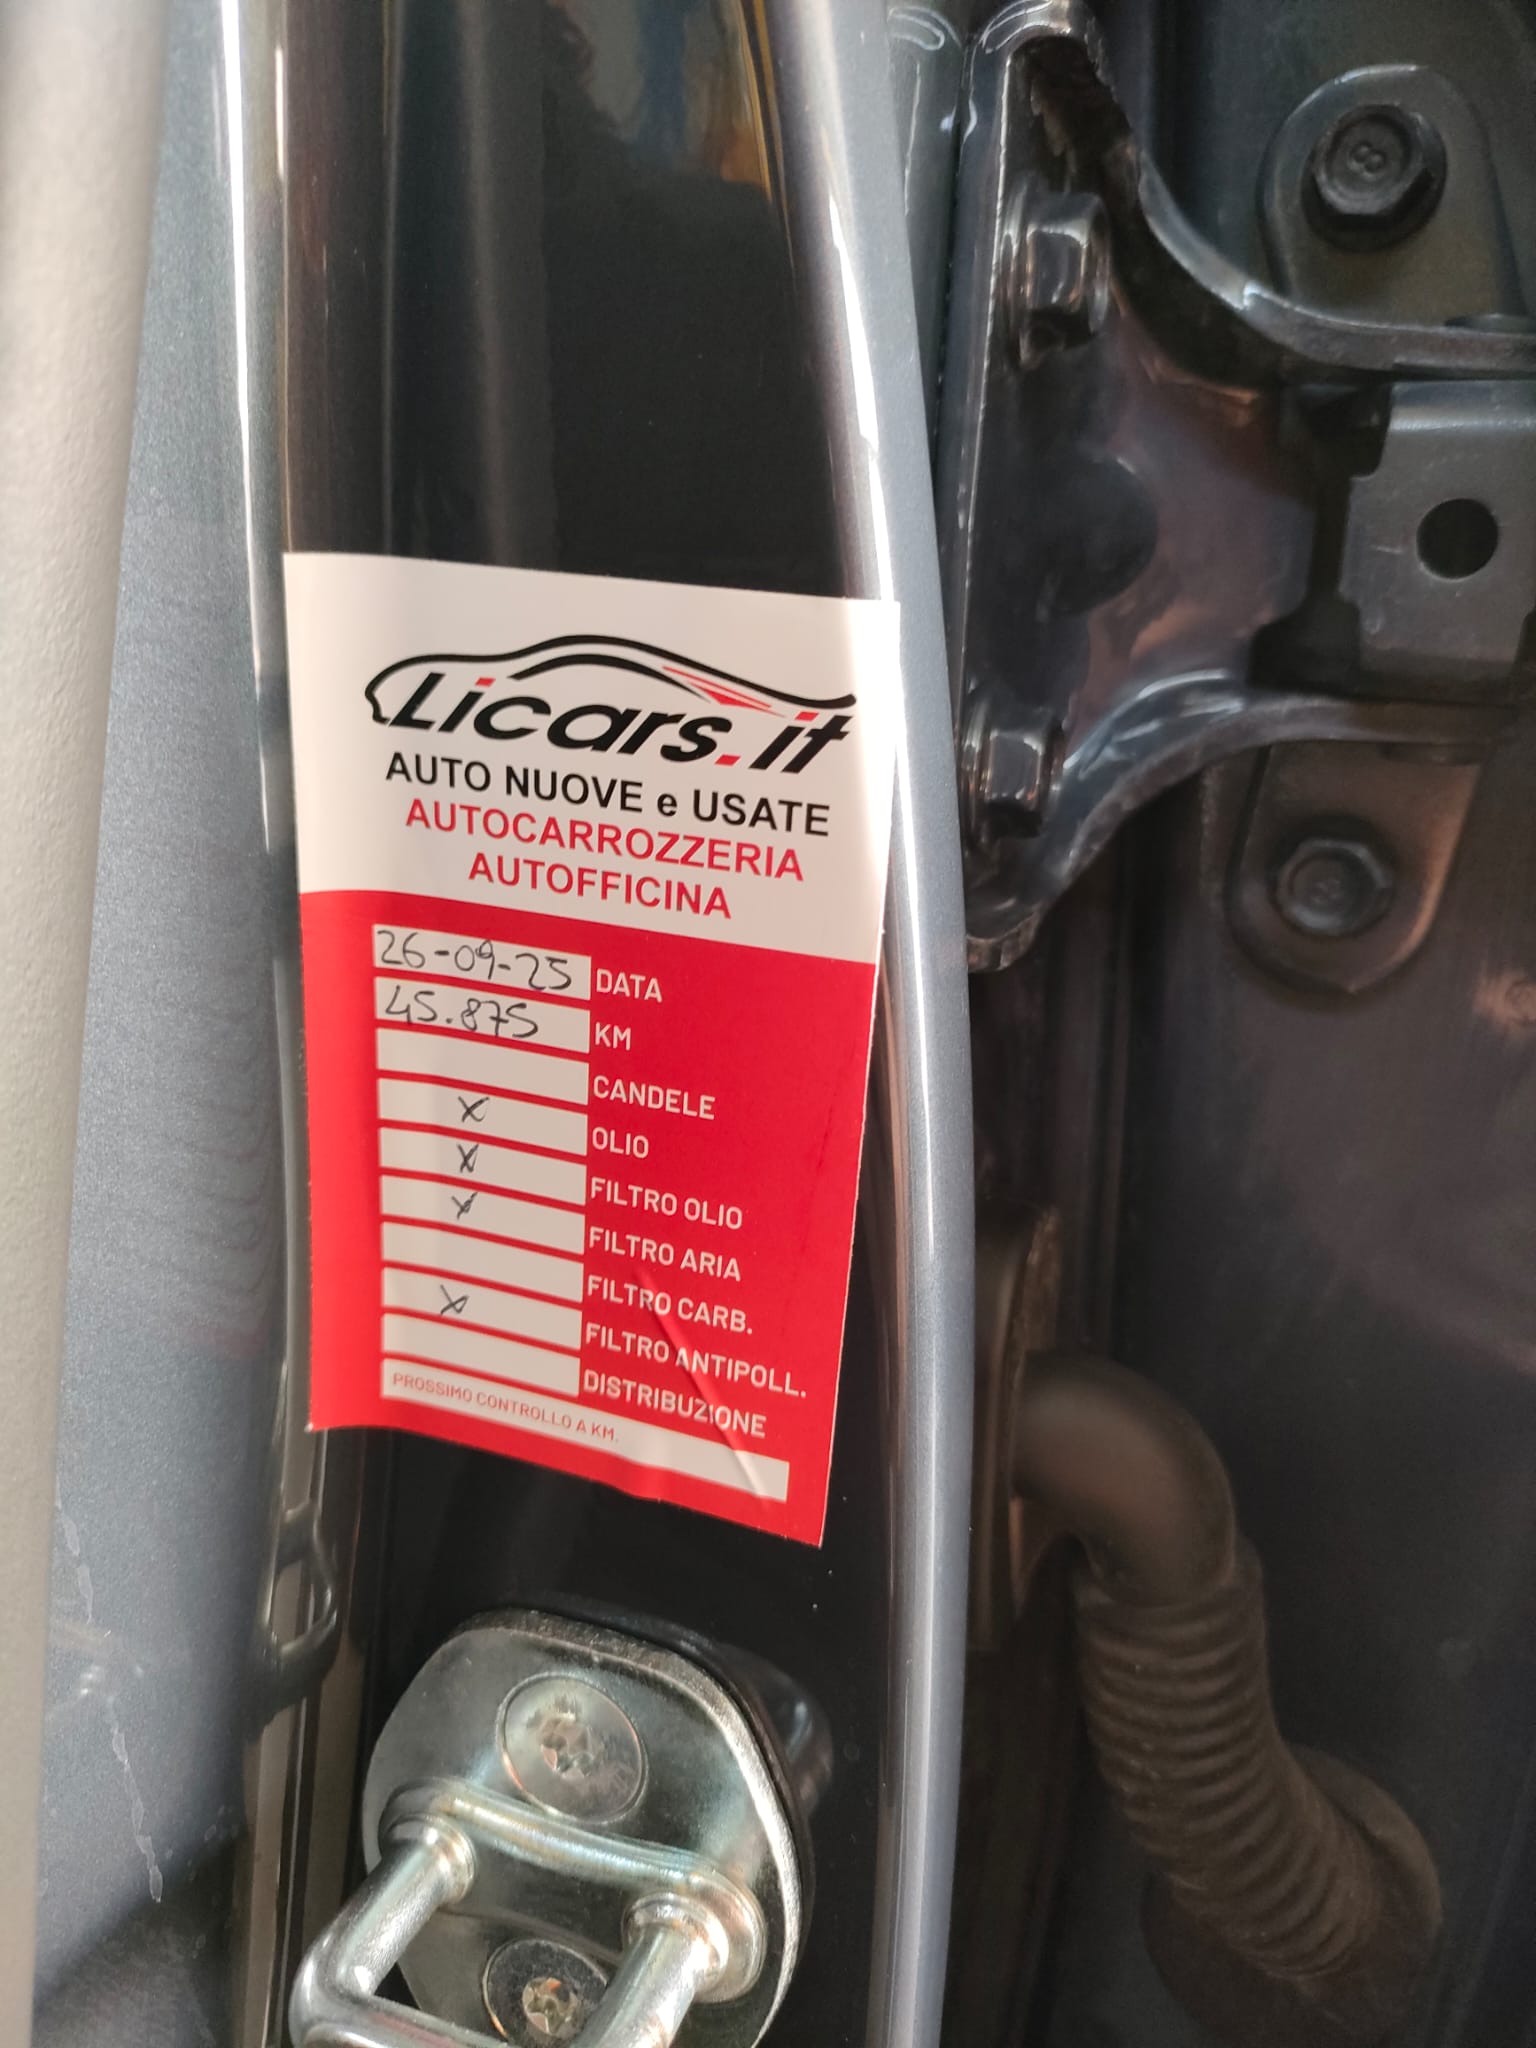 Licars.it
AUTO NUOVE e USATE
AUTOCARROZZERIA
AUTOFFICINA
26-09-25 DATA
45.875 KM
CANDELE
x OLIO
x FILTRO OLIO
x FILTRO ARIA
FILTRO CARB.
x FILTRO ANTIPOLL.
DISTRIBUZIONE
PROSSIMO CONTROLLO A KM.